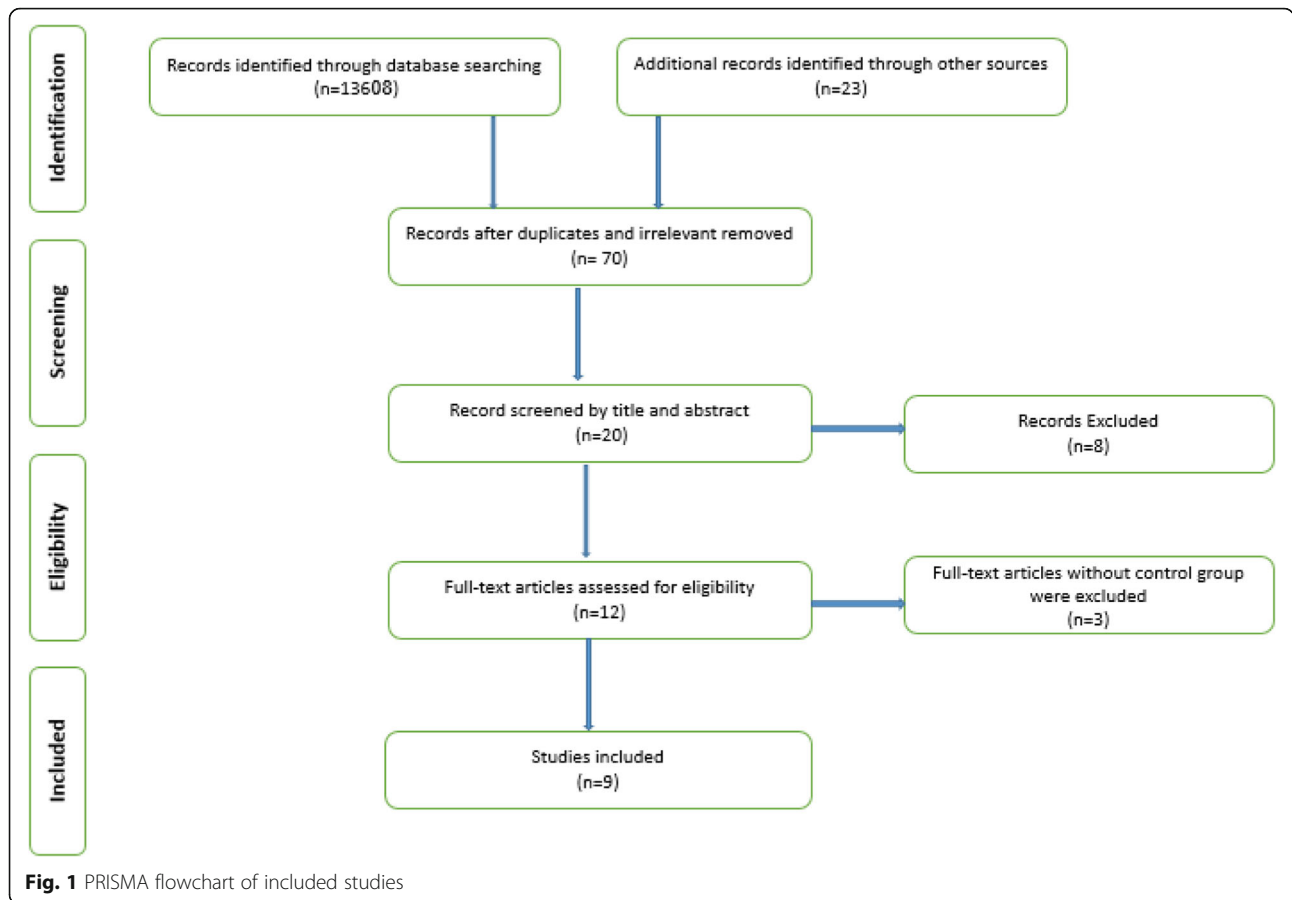 Identification
Records identified through database searching
(n=13608)
Additional records identified through other sources
(n=23)
Records after duplicates and irrelevant removed
(n= 70)
Screening
Record screened by title and abstract
(n=20)
Records Excluded
(n=8)
Eligibility
Full-text articles assessed for eligibility
(n=12)
Full-text articles without control group
were excluded
(n=3)
Included
Studies included
(n=9)
Fig. 1 PRISMA flowchart of included studies